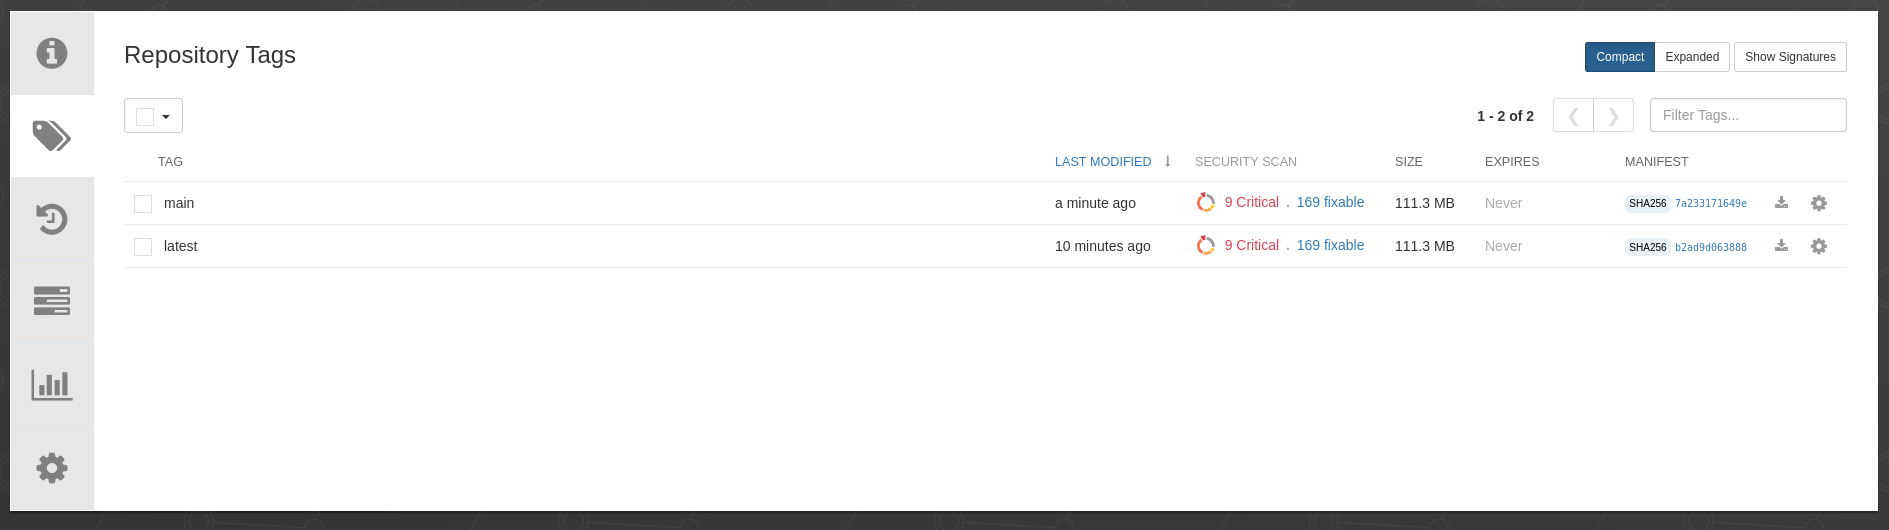 Repository Tags
Compact Expanded Show Signatures
1 - 2 of 2 Filter Tags...
TAG LAST MODIFIED SECURITY SCAN SIZE EXPIRES MANIFEST
main a minute ago 9 Critical . 169 fixable 111.3 MB Never SHA256 7a233171649e
latest 10 minutes ago 9 Critical . 169 fixable 111.3 MB Never SHA256 b2ad9d063888